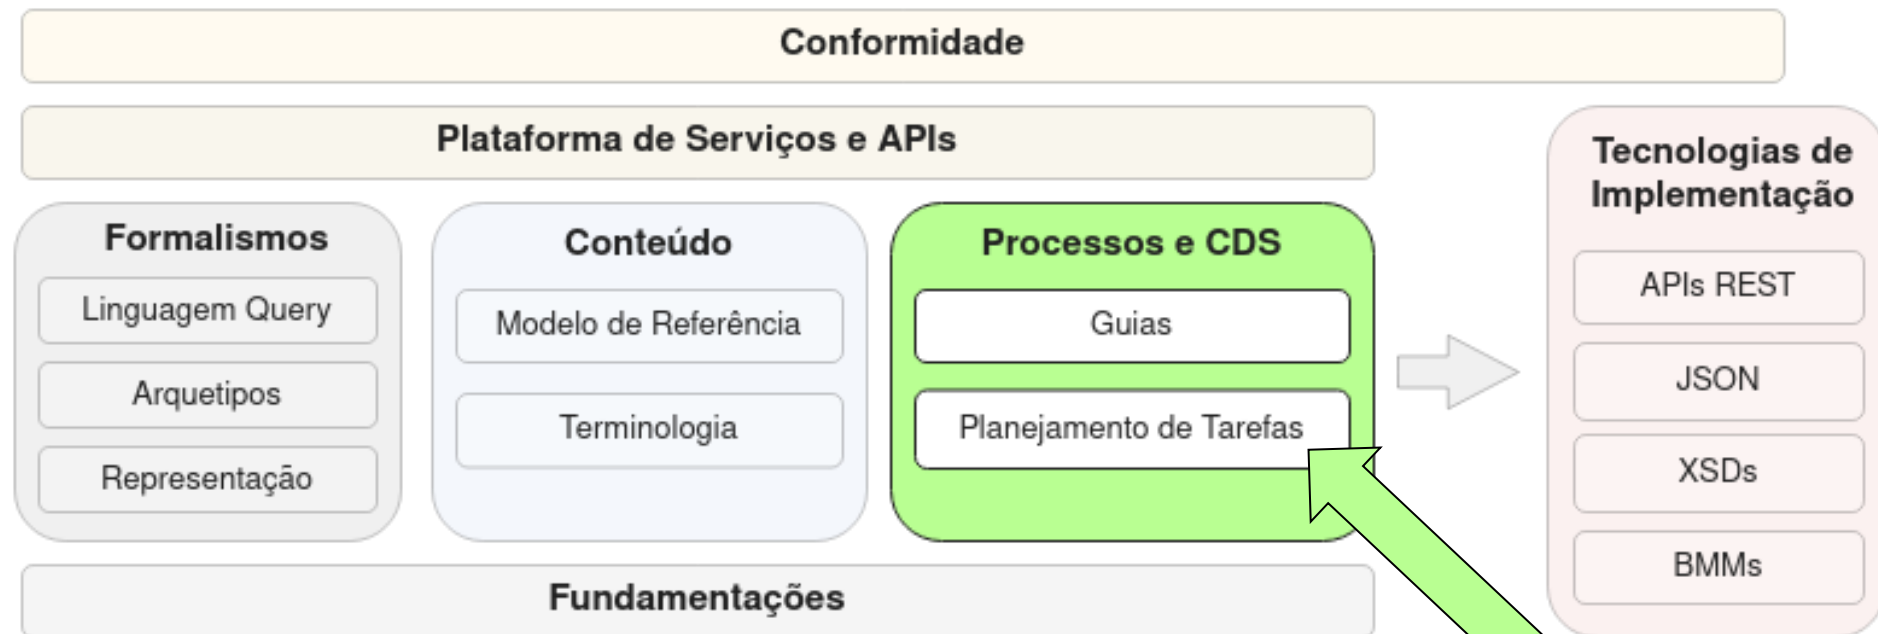 Conformidade
Plataforma de Serviços e APIs
Formalismos
Linguagem Query
Arquetipos
Representação
Conteúdo
Modelo de Referência
Terminologia
Processos e CDS
Guias
Planejamento de Tarefas
Tecnologias de
Implementação
APIs REST
JSON
XSDs
BMMs
Fundamentações